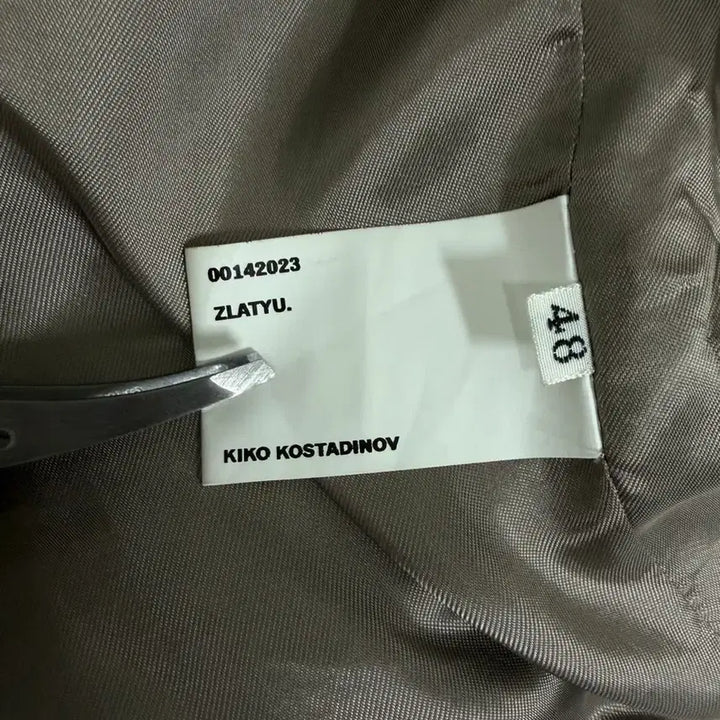 00142023
ZLATYU.
48
KIKO KOSTADINOV